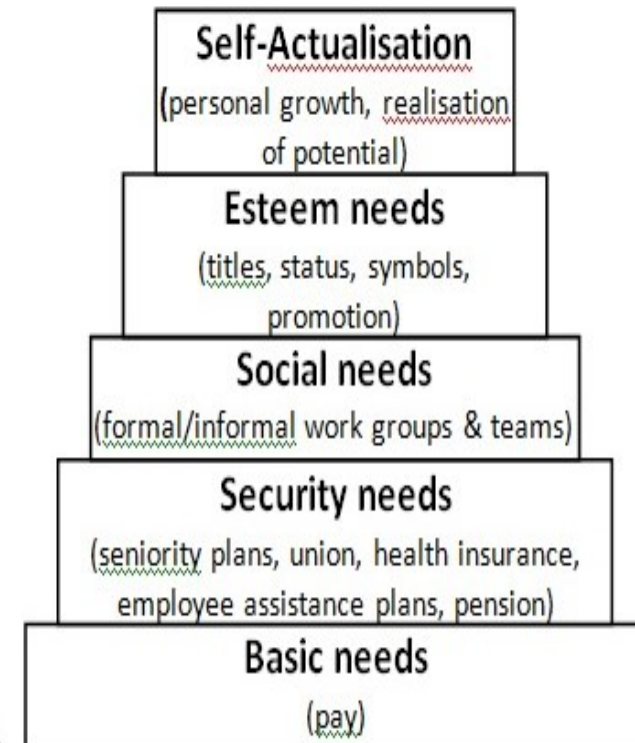 Self-Actualisation
(personal growth, realisation
of potential)
Esteem needs
(titles, status, symbols,
promotion)
Social needs
(formal/informal work groups & teams)
Security needs
(seniority plans, union, health insurance,
employee assistance plans, pension)
Basic needs
(pay)